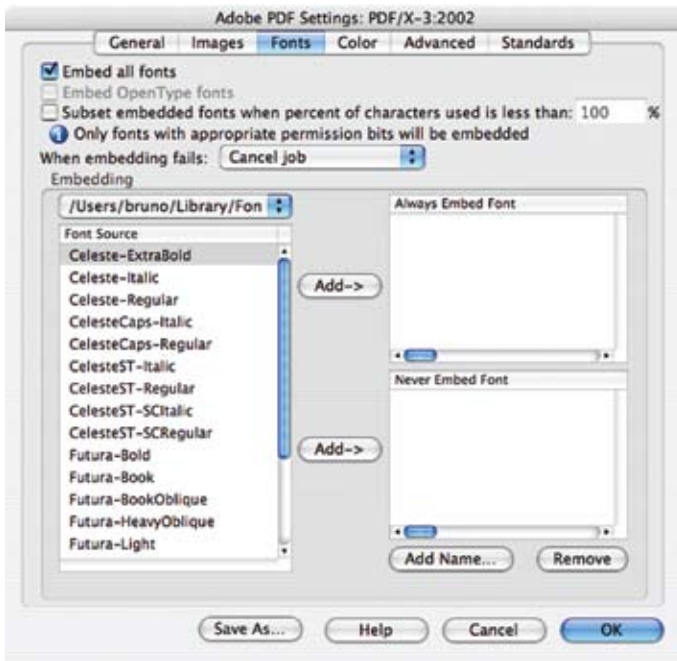 Adobe PDF Settings: PDF/X-3:2002
General Images Fonts Color Advanced Standards
Embed all fonts
Embed OpenType fonts
Subset embedded fonts when percent of characters used is less than: 100 %
Only fonts with appropriate permission bits will be embedded
When embedding fails: Cancel job
Embedding
/Users/bruno/Library/Fon
Font Source
Celeste-ExtraBold
Celeste-Italic
Celeste-Regular
CelesteCaps-Italic
CelesteCaps-Regular
CelesteST-Italic
CelesteST-Regular
CelesteST-SCItalic
CelesteST-SCRegular
Futura-Bold
Futura-Book
Futura-BookOblique
Futura-HeavyOblique
Futura-Light
Add->
Add->
Always Embed Font
Never Embed Font
Add Name... Remove
Save As... Help Cancel OK